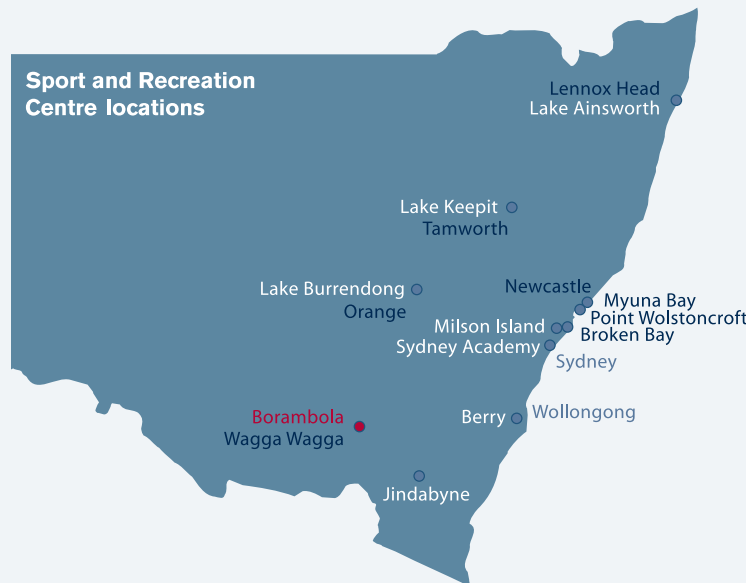 Sport and Recreation
Centre locations
Lennox Head
Lake Ainsworth
Lake Keepit
Tamworth
Lake Burrendong
Orange
Newcastle
Myuna Bay
Point Wolstoncroft
Milson Island
Broken Bay
Sydney Academy
Sydney
Borambola
Wagga Wagga
Berry
Wollongong
Jindabyne